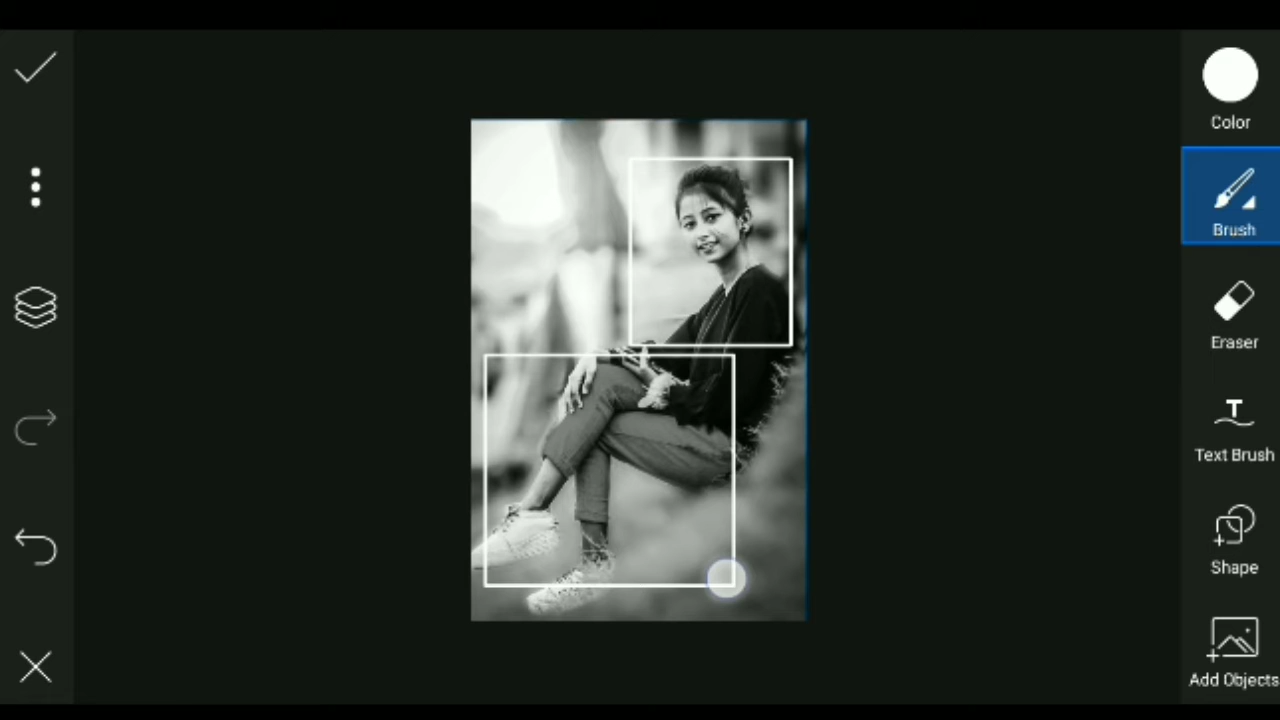 Color
Brush
Eraser
T
Text Brush
Shape
Add Objects